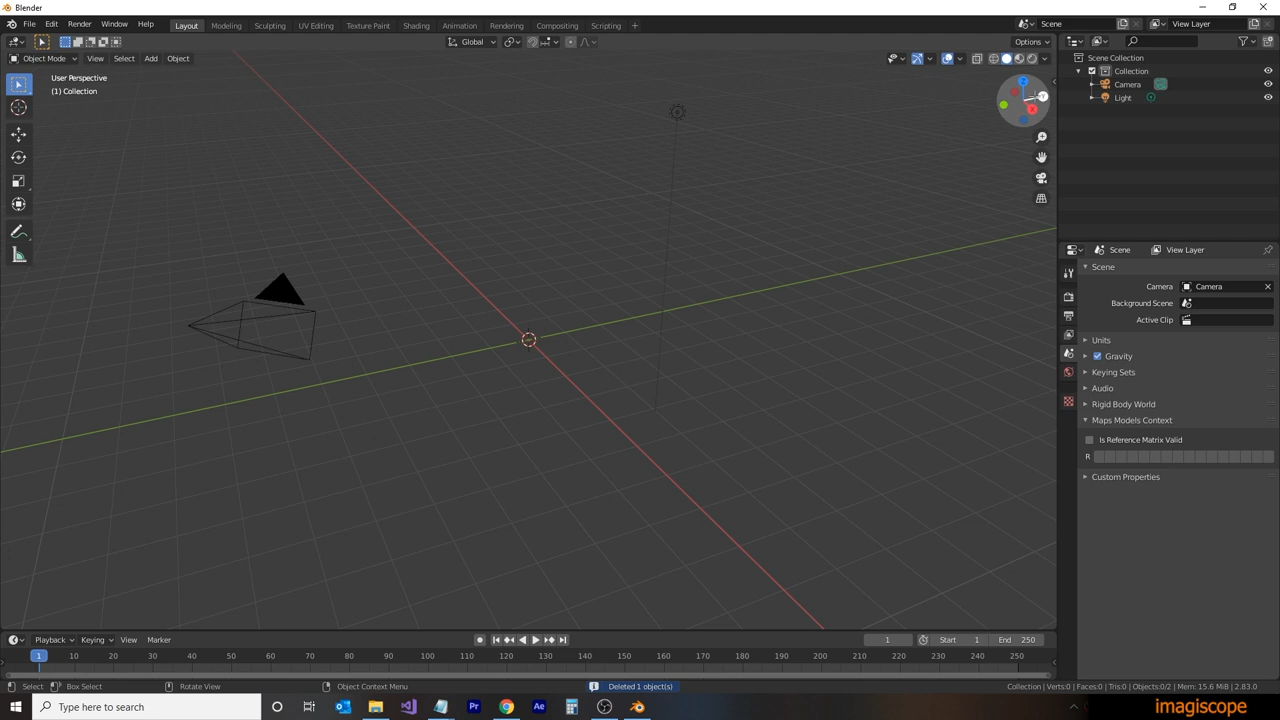 Blender
File Edit Render Window Help Layout Modeling Sculpting UV Editing Texture Paint Shading Animation Rendering Compositing Scripting + Scene View Layer
Global Options
Object Mode View Select Add Object
User Perspective
(1) Collection
Z
Y
X
Scene Collection
Collection
Camera
Light
Scene View Layer
Scene
Camera Camera
Background Scene
Active Clip
Units
Gravity
Keying Sets
Audio
Rigid Body World
Maps Models Context
Is Reference Matrix Valid
R
Custom Properties
Playback Keying View Marker 1 Start 1 End 250
1 10 20 30 40 50 60 70 80 90 100 110 120 130 140 150 160 170 180 190 200 210 220 230 240 250
Select Box Select Rotate View Object Context Menu Deleted 1 object(s) Collection | Verts:0 | Faces:0 | Tris:0 | Objects:0/2 | Mem: 15.6 MiB | 2.83.0
Type here to search Pr Ae imagiscope